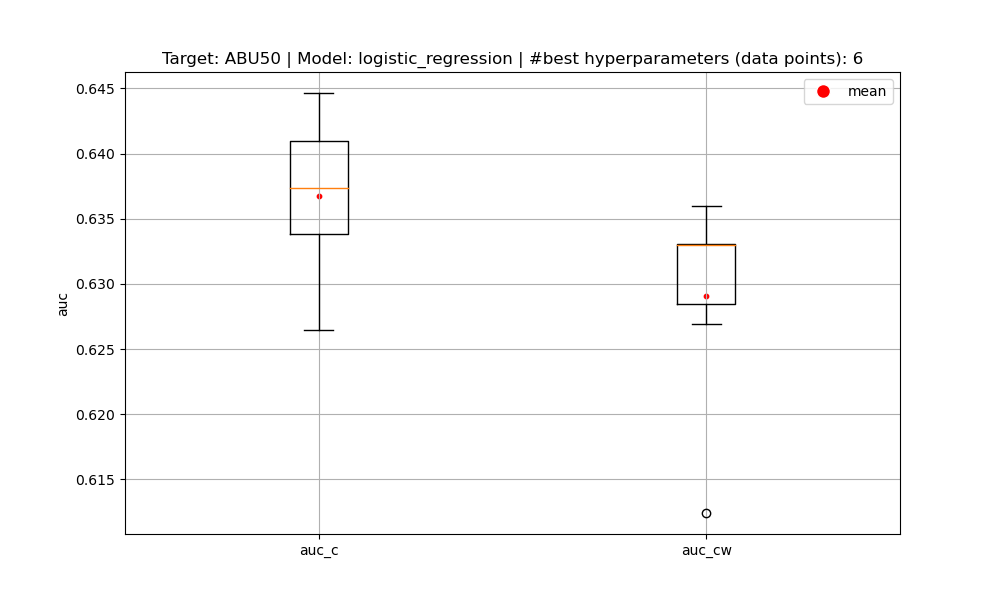 Target: ABU50 | Model: logistic_regression | #best hyperparameters (data points): 6
mean
0.645
0.640
0.635
0.630
0.625
0.620
0.615
auc
auc_c
auc_cw